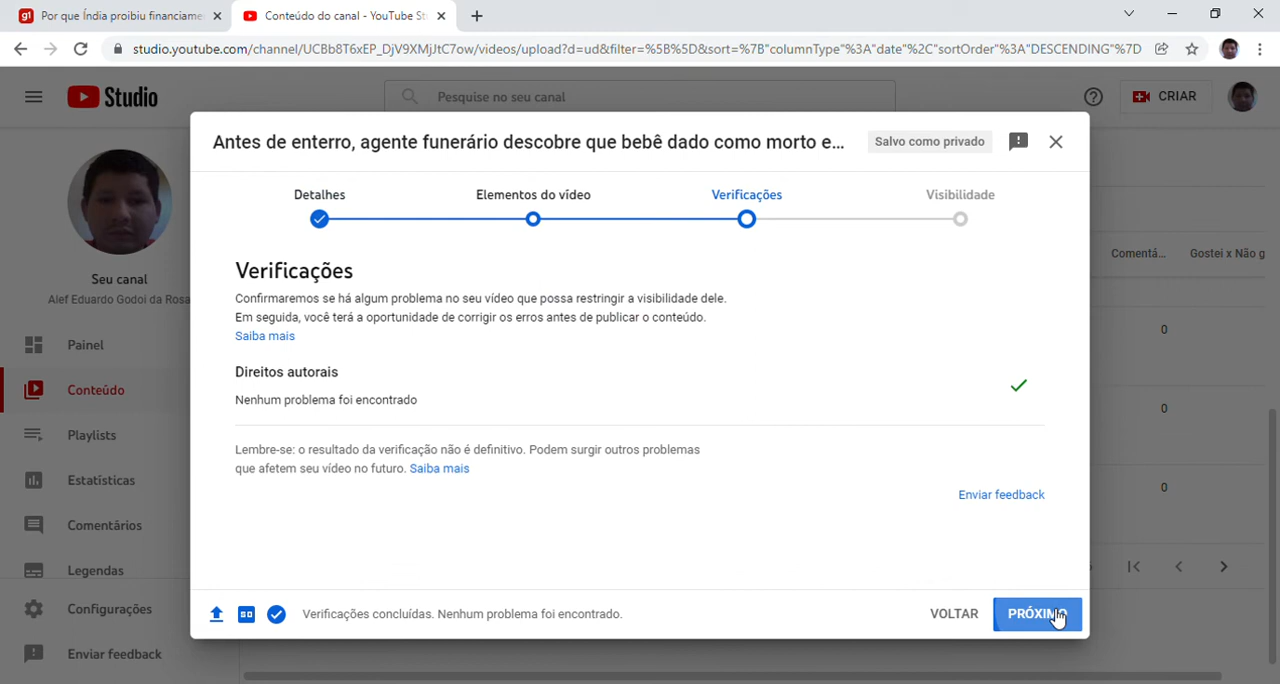 Por que Índia proibiu financiame
Conteúdo do canal - YouTube St
studio.youtube.com/channel/UCBb8T6xEP_DjV9XMjJtC7ow/videos/upload?d=ud&filter=%5B%5D&sort=%7B"columnType"%3A"date"%2C"sortOrder"%3A"DESCENDING"%7D
Studio
Pesquise no seu canal
CRIAR
Antes de enterro, agente funerário descobre que bebê dado como morto e...
Salvo como privado
Detalhes
Elementos do vídeo
Verificações
Visibilidade
Comentá...
Gostei x Não g
Verificações
Confirmaremos se há algum problema no seu vídeo que possa restringir a visibilidade dele.
Em seguida, você terá a oportunidade de corrigir os erros antes de publicar o conteúdo.
Saiba mais
Direitos autorais
Nenhum problema foi encontrado
Lembre-se: o resultado da verificação não é definitivo. Podem surgir outros problemas
que afetem seu vídeo no futuro. Saiba mais
Enviar feedback
Verificações concluídas. Nenhum problema foi encontrado.
VOLTAR
PRÓXIMO
Seu canal
Alef Eduardo Godoi da Rosa
Painel
Conteúdo
Playlists
Estatísticas
Comentários
Legendas
Configurações
Enviar feedback
0
0
0